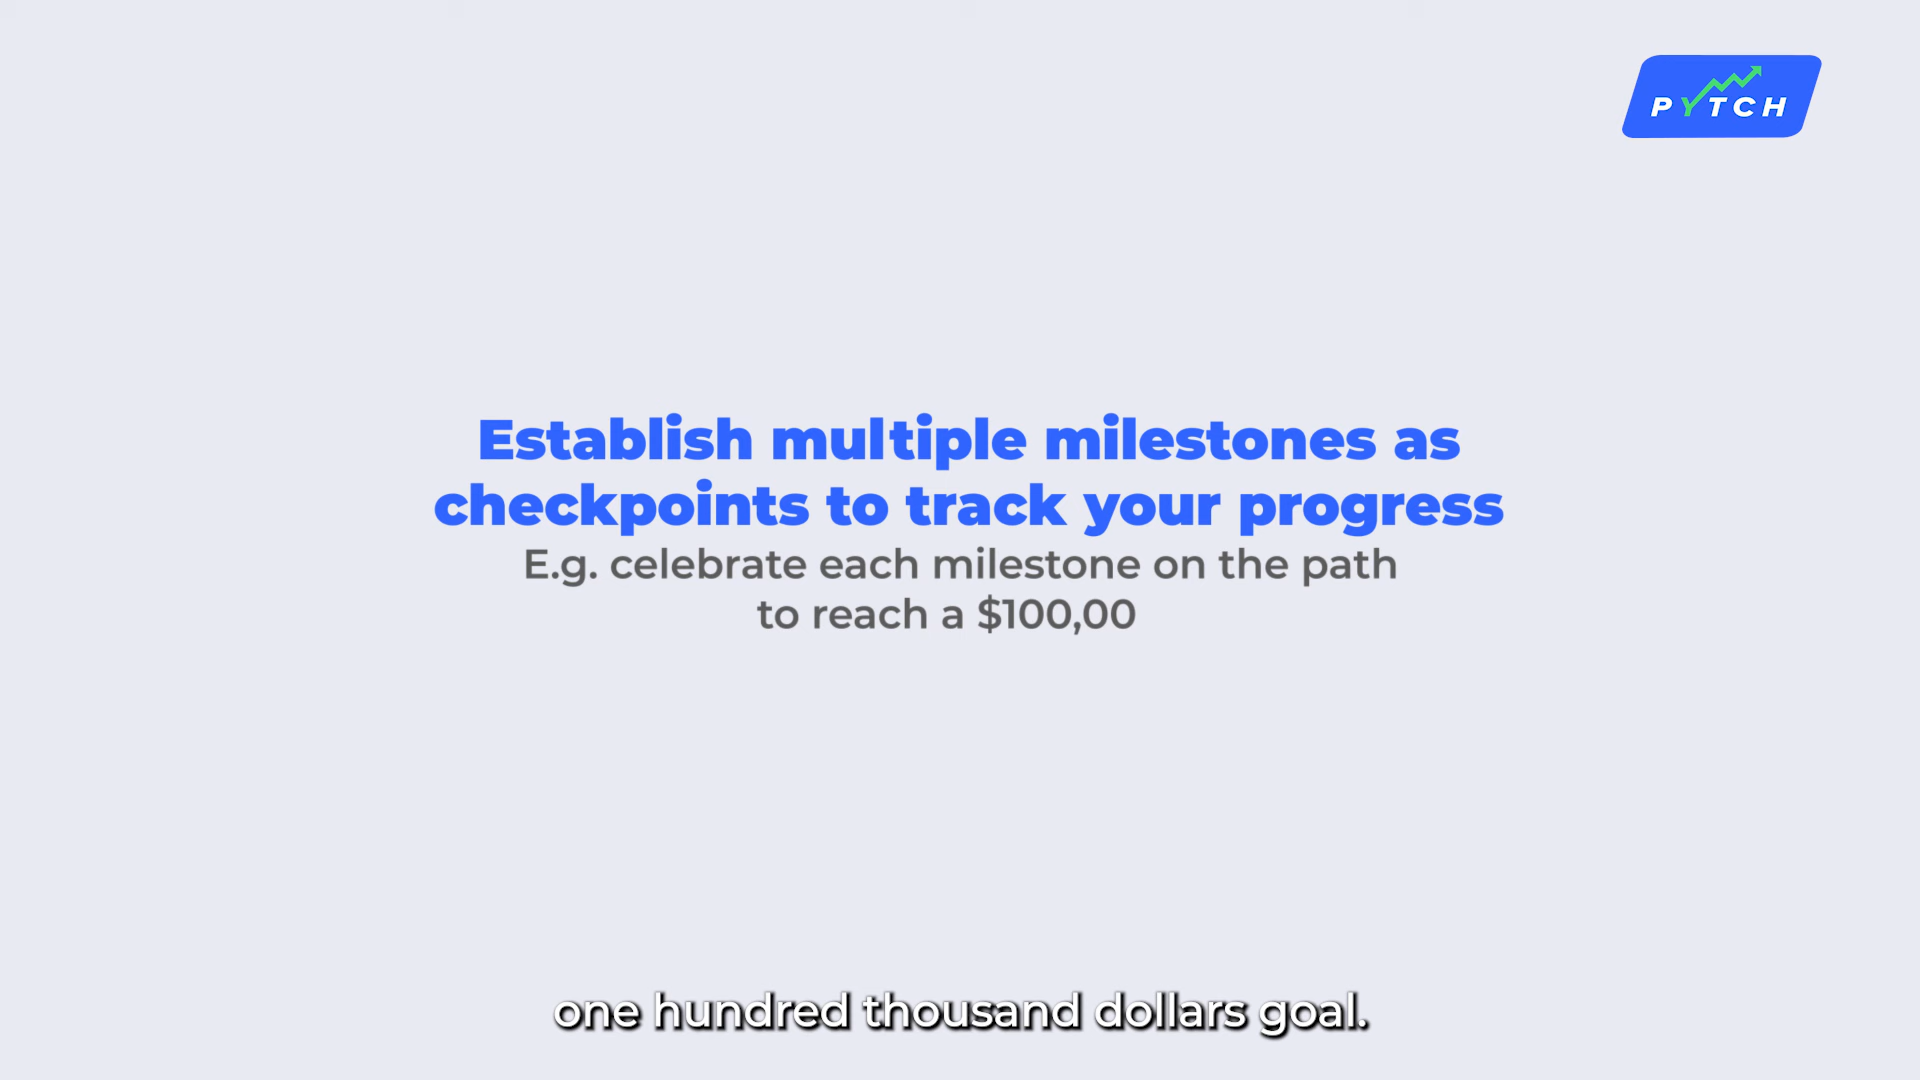 PYTCH
Establish multiple milestones as
checkpoints to track your progress
E.g. celebrate each milestone on the path
to reach a $100,00
one hundred thousand dollars goal.